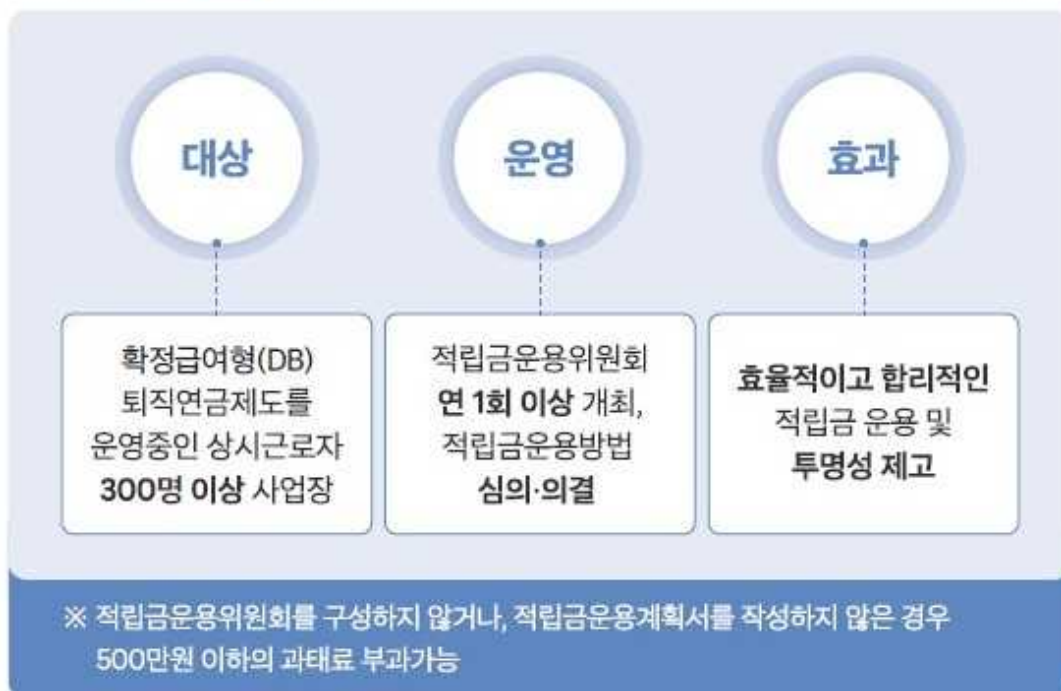 대상
확정급여형(DB)
퇴직연금제도를
운영중인 상시근로자
300명 이상 사업장
운영
적립금운용위원회
연 1회 이상 개최,
적립금운용방법
심의·의결
효과
효율적이고 합리적인
적립금 운용 및
투명성 제고
※ 적립금운용위원회를 구성하지 않거나, 적립금운용계획서를 작성하지 않은 경우
500만원 이하의 과태료 부과가능